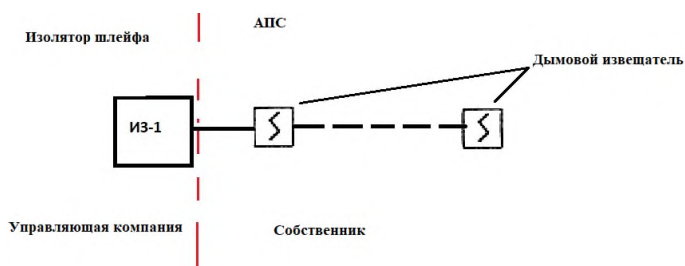 АПС
Изолятор шлейфа
Дымовой извещатель
ИЗ-1
Управляющая компания
Собственник